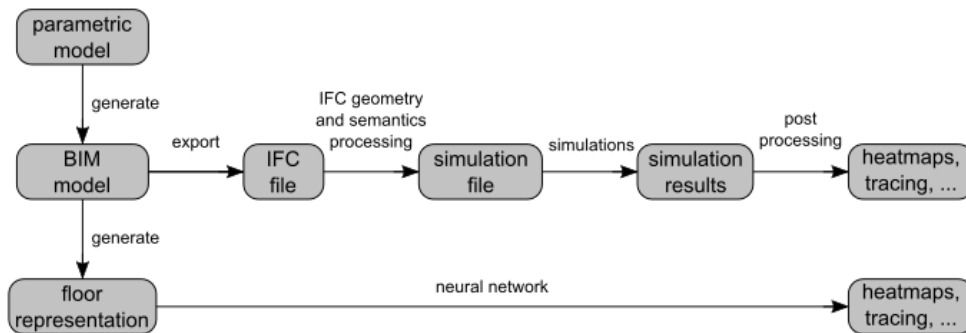 parametric
model
generate
BIM
model
export
IFC
file
IFC geometry
and semantics
processing
simulation
file
simulations
simulation
results
post
processing
heatmaps,
tracing, ...
generate
floor
representation
neural network
heatmaps,
tracing, ...